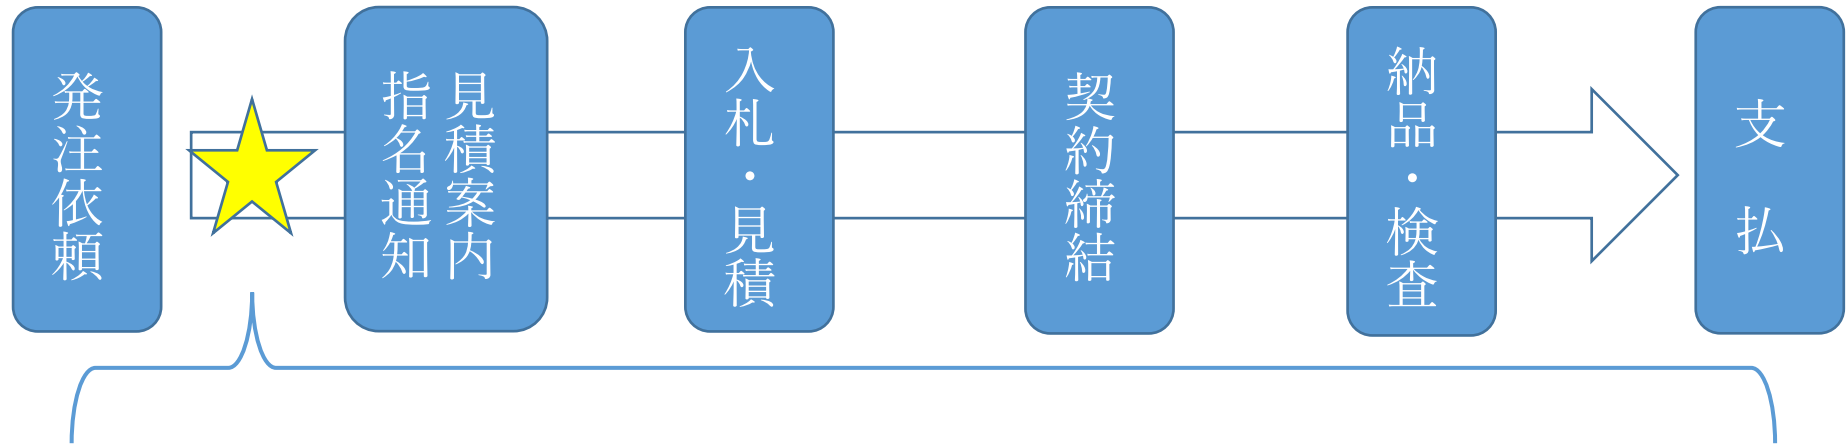 発注依頼
見積案内
指名通知
入札・見積
契約締結
納品・検査
支 払